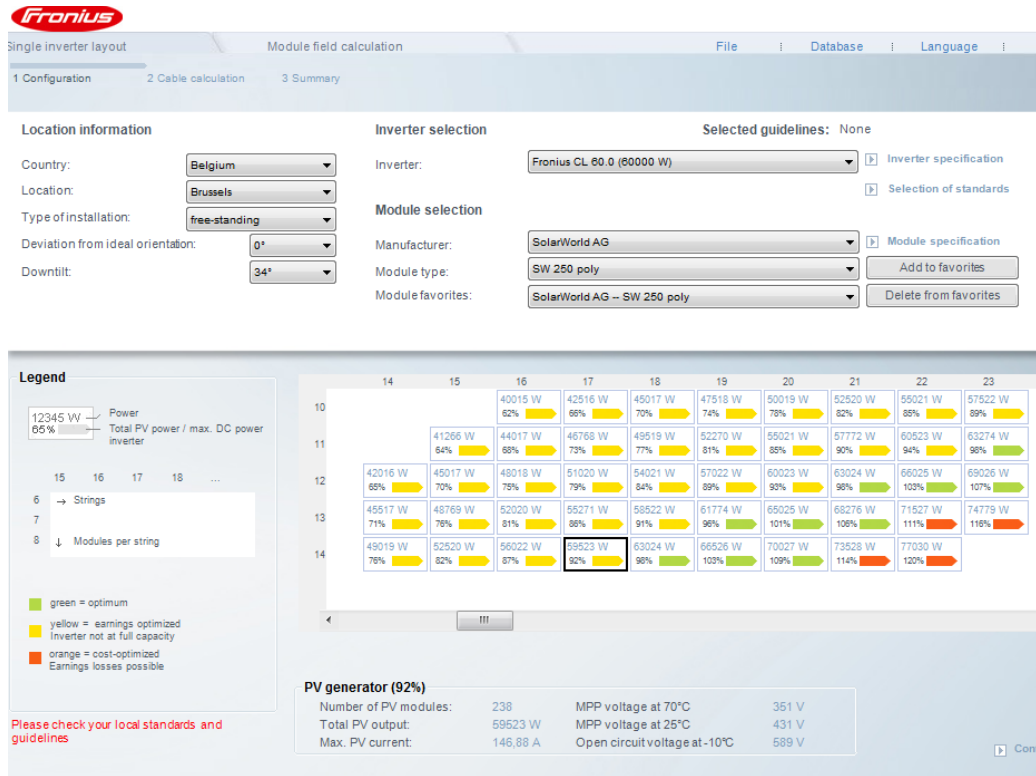 Fronius
Single inverter layout Module field calculation File Database Language
1 Configuration 2 Cable calculation 3 Summary
Location information Inverter selection Selected guidelines: None
Country: Belgium Inverter: Fronius CL 60.0 (60000 W) Inverter specification
Location: Brussels Selection of standards
Type of installation: free-standing Module selection
Deviation from ideal orientation: 0° Manufacturer: SolarWorld AG Module specification
Downtilt: 34° Module type: SW 250 poly Add to favorites
Module favorites: SolarWorld AG -- SW 250 poly Delete from favorites
Legend
12345 W Power
65% Total PV power / max. DC power
inverter
15 16 17 18 ...
6 → Strings
7
8 ↓ Modules per string
green = optimum
yellow = earnings optimized
Inverter not at full capacity
orange = cost-optimized
Earnings losses possible
Please check your local standards and
guidelines
14 15 16 17 18 19 20 21 22 23
10 40015 W 42516 W 45017 W 47518 W 50019 W 52520 W 55021 W 57522 W
62% 66% 70% 74% 78% 82% 85% 89%
11 41266 W 44017 W 46768 W 49519 W 52270 W 55021 W 57772 W 60523 W 63274 W
64% 68% 73% 77% 81% 85% 90% 94% 98%
12 42016 W 45017 W 48018 W 51020 W 54021 W 57022 W 60023 W 63024 W 66025 W 69026 W
65% 70% 75% 79% 84% 89% 93% 98% 103% 107%
13 45517 W 48769 W 52020 W 55271 W 58522 W 61774 W 65025 W 68276 W 71527 W 74779 W
71% 76% 81% 86% 91% 96% 101% 106% 111% 116%
14 49019 W 52520 W 56022 W 59523 W 63024 W 66526 W 70027 W 73528 W 77030 W
76% 82% 87% 92% 98% 103% 109% 114% 120%
PV generator (92%)
Number of PV modules: 238 MPP voltage at 70°C 351 V
Total PV output: 59523 W MPP voltage at 25°C 431 V
Max. PV current: 146,88 A Open circuit voltage at -10°C 589 V
Con